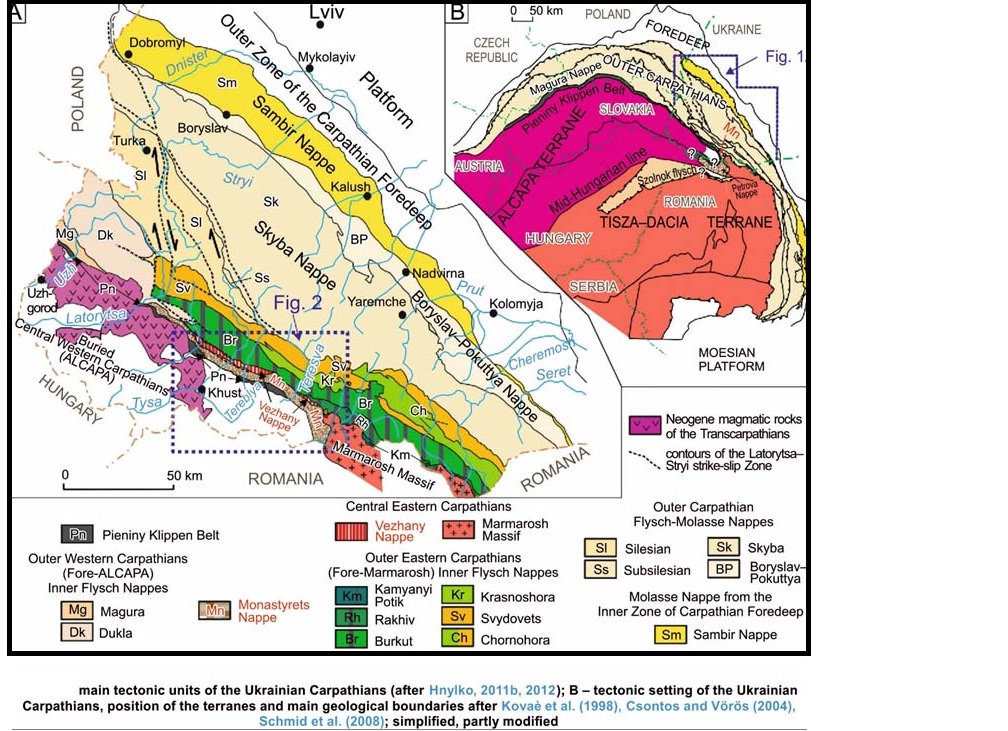 A
Lviv
Dobromyl
Mykolayiv
Platform
POLAND
Dnister
Outer Zone of the Carpathian Foredeep
Sm
Sambir Nappe
Boryslav
Turka
Stryi
Kalush
Sl
Sk
Sl
Skyba Nappe
BP
Mg
Dk
Uzh
Pn
Ss
Nadvirna
Sv
Prut
Uzh-
gorod
Fig. 2
Yaremche
Kolomyja
Latorytsa
Boryslav–Pokuttya Nappe
Buried
Central Western Carpathians
(ALCAPA)
Br
Teresva
Cheremosh
Sv
Seret
Kr
HUNGARY
Pn
Mn
Khust
Br
Tysa
Tereblya
Ch
Vezhany
Nappe
Mn
Rh
Km
Marmarosh Massif
0 50 km
ROMANIA
ROMANIA
B
0 50 km
POLAND
UKRAINE
FOREDEEP
CZECH
REPUBLIC
Fig. 1
Magura Nappe
OUTER CARPATHIANS
Pieniny Klippen Belt
SLOVAKIA
Mn
AUSTRIA
ALCAPA TERRANE
Mid-Hunganan line
?
?
?
Szolnok flysch
Petrova
Nappe
ROMANIA
TISZA–DACIA TERRANE
HUNGARY
SERBIA
MOESIAN
PLATFORM
Neogene magmatic rocks
of the Transcarpathians
contours of the Latorytsa–
Stryi strike-slip Zone
Pn Pieniny Klippen Belt
Outer Western Carpathians
(Fore-ALCAPA)
Inner Flysch Nappes
Mg Magura
Dk Dukla
Mn Monastyrets
Nappe
Central Eastern Carpathians
Vezhany
Nappe
Marmarosh
Massif
Outer Eastern Carpathians
(Fore-Marmarosh) Inner Flysch Nappes
Km Kamyanyi
Potik
Rh Rakhiv
Br Burkut
Kr Krasnoshora
Sv Svydovets
Ch Chornohora
Outer Carpathian
Flysch-Molasse Nappes
Sl Silesian
Sk Skyba
Ss Subsilesian
BP Boryslav–
Pokuttya
Molasse Nappe from the
Inner Zone of Carpathian Foredeep
Sm Sambir Nappe
main tectonic units of the Ukrainian Carpathians (after Hnylko, 2011b, 2012); B – tectonic setting of the Ukrainian
Carpathians, position of the terranes and main geological boundaries after Kovaė et al. (1998), Csontos and Vörös (2004),
Schmid et al. (2008); simplified, partly modified